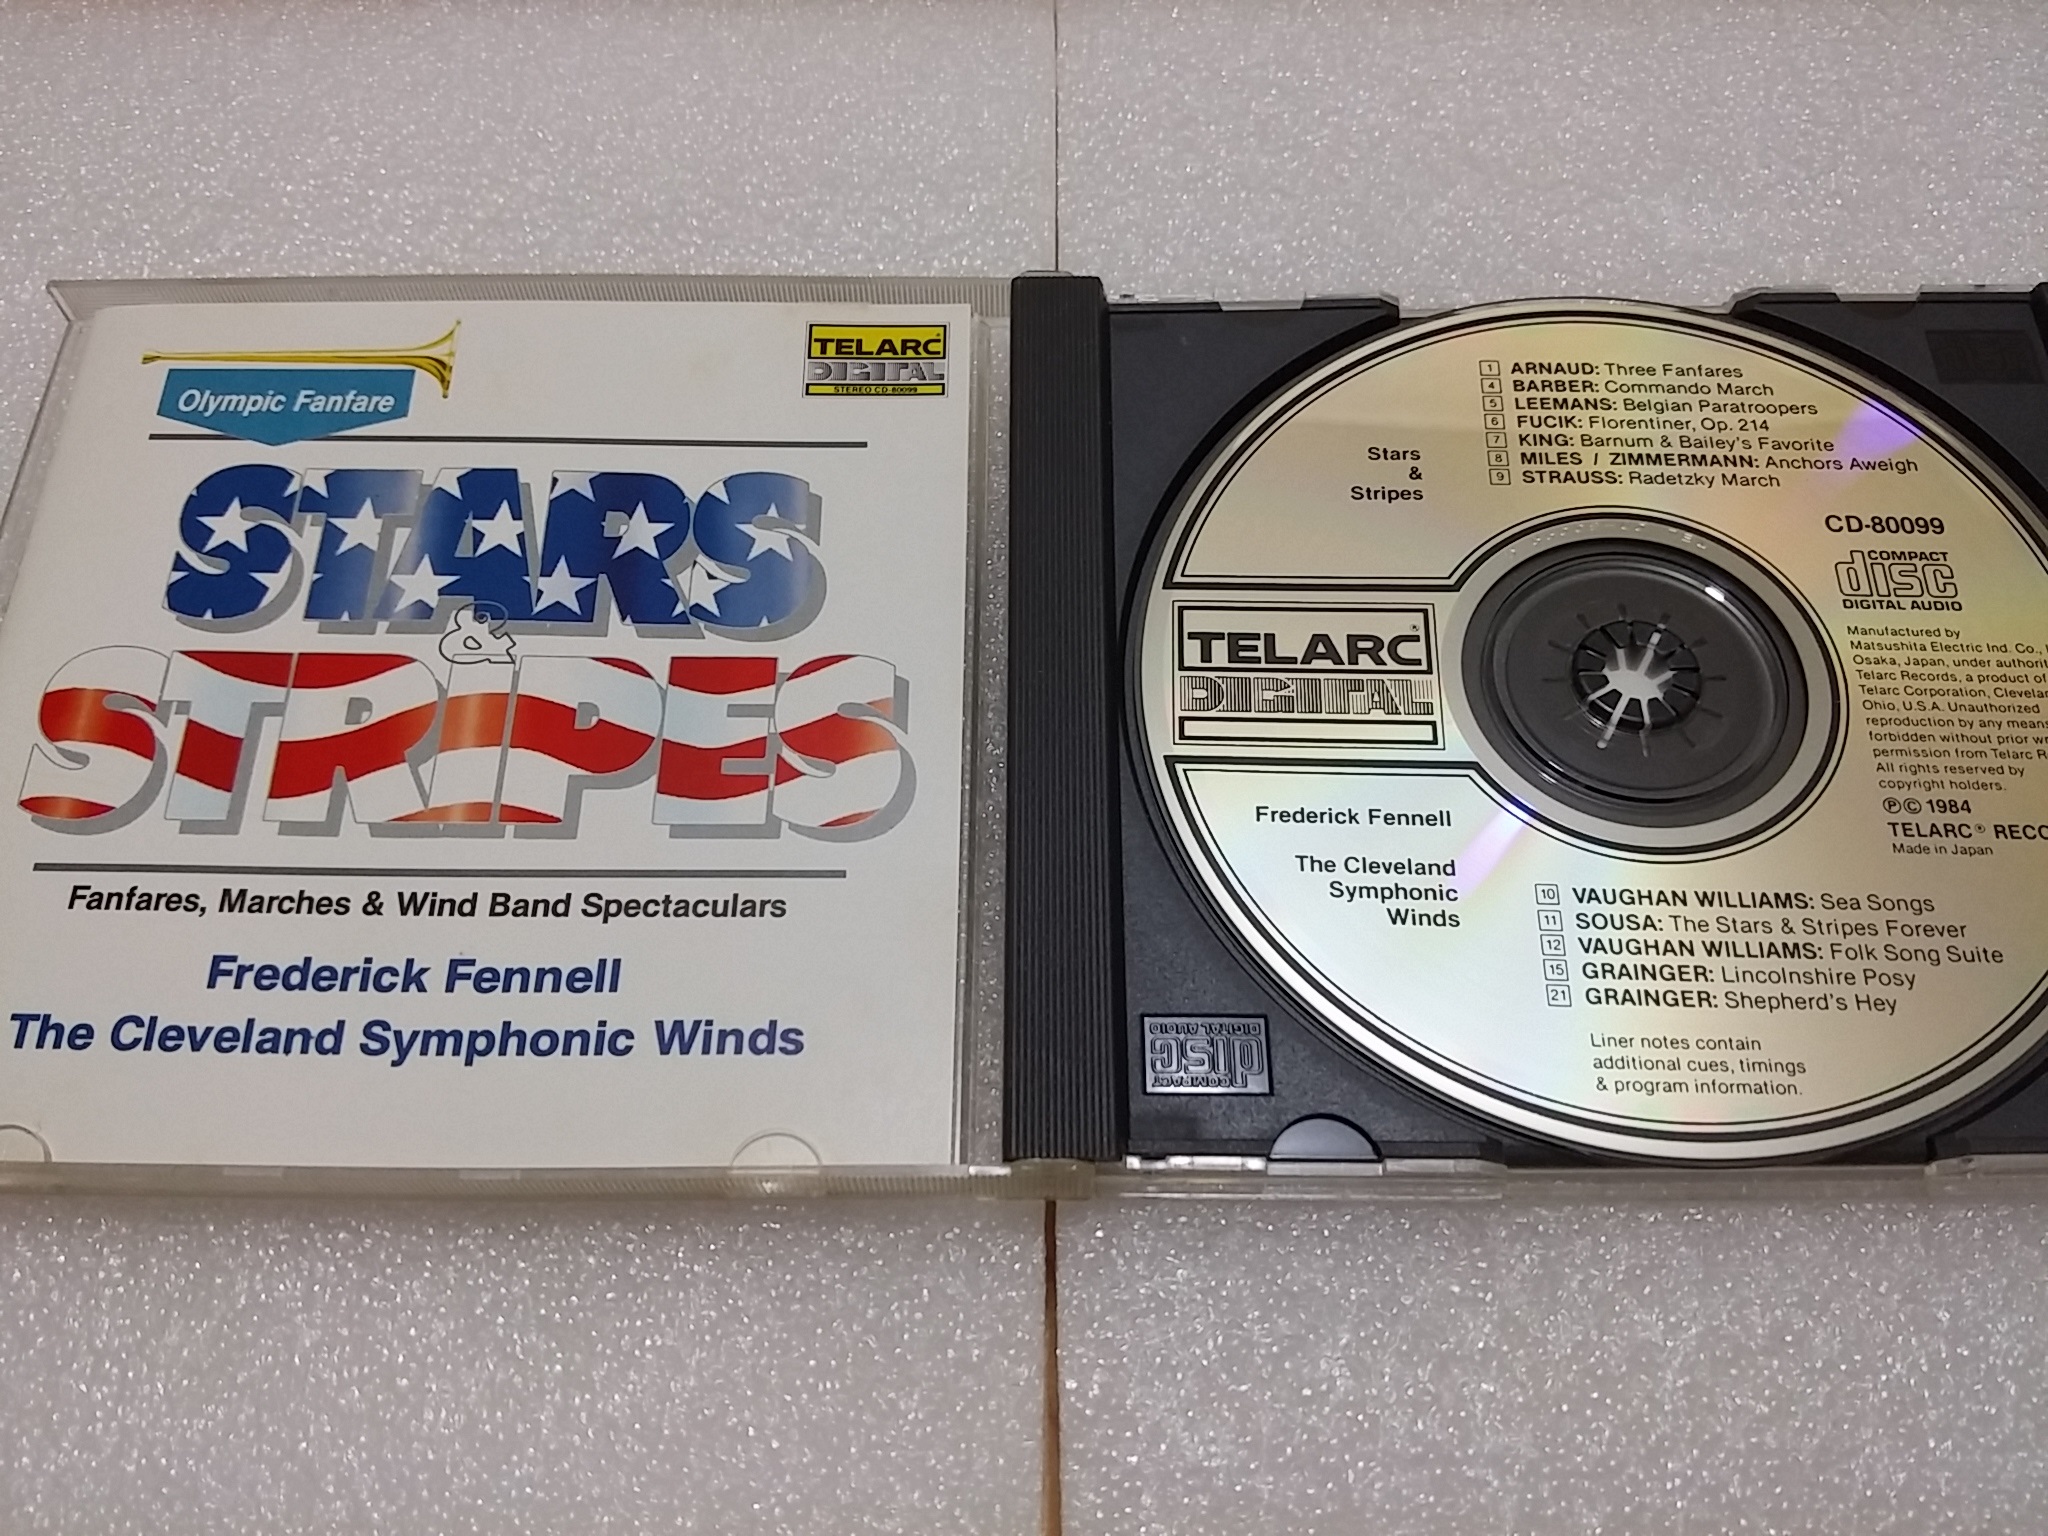 Olympic Fanfare
TELARC®
DIGITAL
STEREO CD-80099
STARS
&
STRIPES
Fanfares, Marches & Wind Band Spectaculars
Frederick Fennell
The Cleveland Symphonic Winds
1 ARNAUD: Three Fanfares
4 BARBER: Commando March
5 LEEMANS: Belgian Paratroopers
6 FUCIK: Florentiner, Op. 214
7 KING: Barnum & Bailey's Favorite
8 MILES / ZIMMERMANN: Anchors Aweigh
9 STRAUSS: Radetzky March
Stars
&
Stripes
CD-80099
COMPACT
disc
DIGITAL AUDIO
TELARC®
DIGITAL
Manufactured by
Matsushita Electric Ind. Co.,
Osaka, Japan, under
Telarc Records, a product of
Telarc Corporation,
Ohio, U.S.A. Unauthorized
reproduction by any
forbidden without prior
permission from Telarc
All rights reserved by
copyright holders.
℗© 1984
TELARC®
Made in Japan
Frederick Fennell
The Cleveland
Symphonic
Winds
10 VAUGHAN WILLIAMS: Sea Songs
11 SOUSA: The Stars & Stripes Forever
12 VAUGHAN WILLIAMS: Folk Song Suite
15 GRAINGER: Lincolnshire Posy
21 GRAINGER: Shepherd's Hey
Liner notes contain
additional cues, timings
& program information.
COMPACT
disc
DIGITAL AUDIO